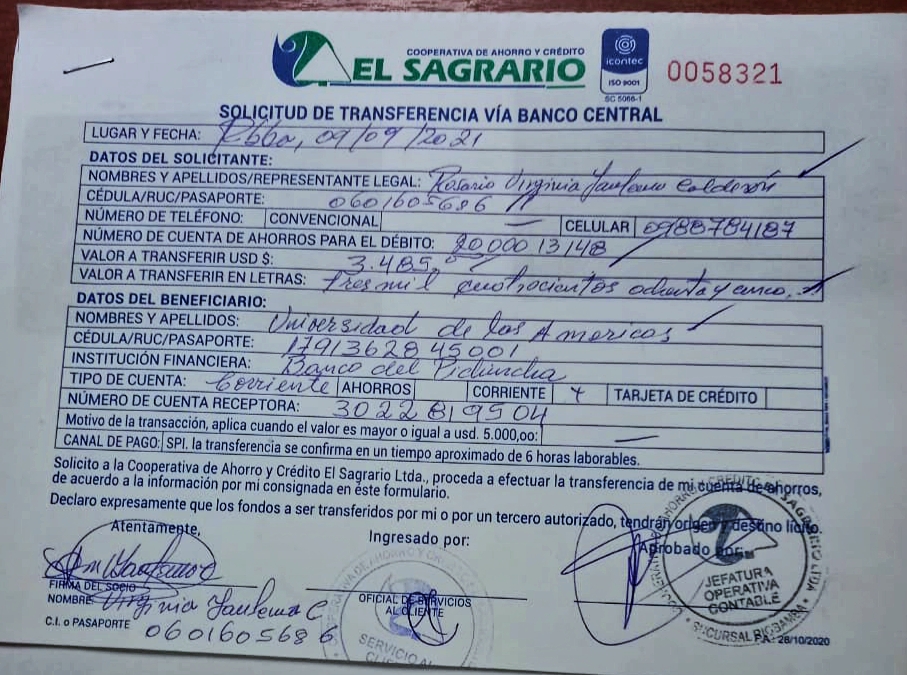 COOPERATIVA DE AHORRO Y CRÉDITO
EL SAGRARIO
icontec
ISO 9001
SC 5066-1
0058321
SOLICITUD DE TRANSFERENCIA VÍA BANCO CENTRAL
LUGAR Y FECHA: Rbba, 09/09/2021
DATOS DEL SOLICITANTE:
NOMBRES Y APELLIDOS/REPRESENTANTE LEGAL: Rosario Virginia Yaulema Calderón
CÉDULA/RUC/PASAPORTE: 0601605686
NÚMERO DE TELÉFONO: CONVENCIONAL — CELULAR 0988784187
NÚMERO DE CUENTA DE AHORROS PARA EL DÉBITO: 2000013148
VALOR A TRANSFERIR USD $: 3.485,
VALOR A TRANSFERIR EN LETRAS: tres mil cuatrocientos ochenta y cinco
DATOS DEL BENEFICIARIO:
NOMBRES Y APELLIDOS: Universidad de las Americas
CÉDULA/RUC/PASAPORTE: 1791362845001
INSTITUCIÓN FINANCIERA: Banco del Pichincha
TIPO DE CUENTA: Corriente AHORROS CORRIENTE + TARJETA DE CRÉDITO
NÚMERO DE CUENTA RECEPTORA: 3022819504
Motivo de la transacción, aplica cuando el valor es mayor o igual a usd. 5.000,oo: —
CANAL DE PAGO: SPI. la transferencia se confirma en un tiempo aproximado de 6 horas laborables.
Solicito a la Cooperativa de Ahorro y Crédito El Sagrario Ltda., proceda a efectuar la transferencia de mi cuenta de ahorros,
de acuerdo a la información por mi consignada en este formulario.
Declaro expresamente que los fondos a ser transferidos por mi o por un tercero autorizado, tendrán origen y destino lícito.
Atentamente, Ingresado por: Aprobado por:
FIRMA DEL SOCIO
NOMBRE: Virginia Yaulema C
C.I. o PASAPORTE 0601605686
OFICIAL DE SERVICIOS
AL CLIENTE
SERVICIO AL
JEFATURA
OPERATIVA
CONTABLE
SUCURSAL RIOBAMBA
P.A.: 28/10/2020